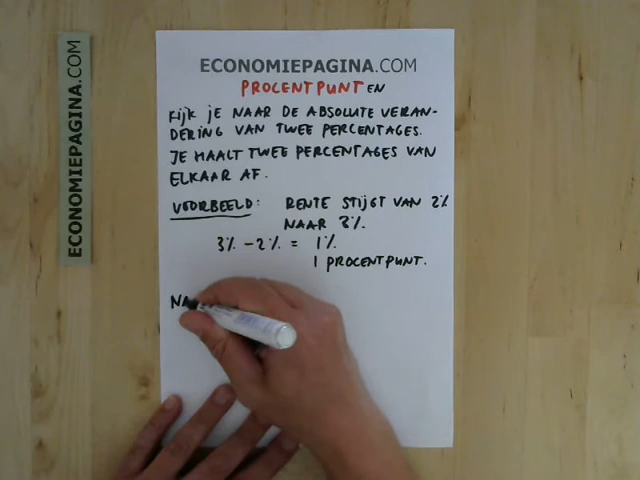 ECONOMIEPAGINA.COM
ECONOMIEPAGINA.COM
PROCENTPUNTEN
KIJK JE NAAR DE ABSOLUTE VERAN-
DERING VAN TWEE PERCENTAGES.
JE HAALT TWEE PERCENTAGES VAN
ELKAAR AF.
VOORBEELD: RENTE STIJGT VAN 2%
NAAR 3%.
3% - 2% = 1%
1 PROCENTPUNT.
NA